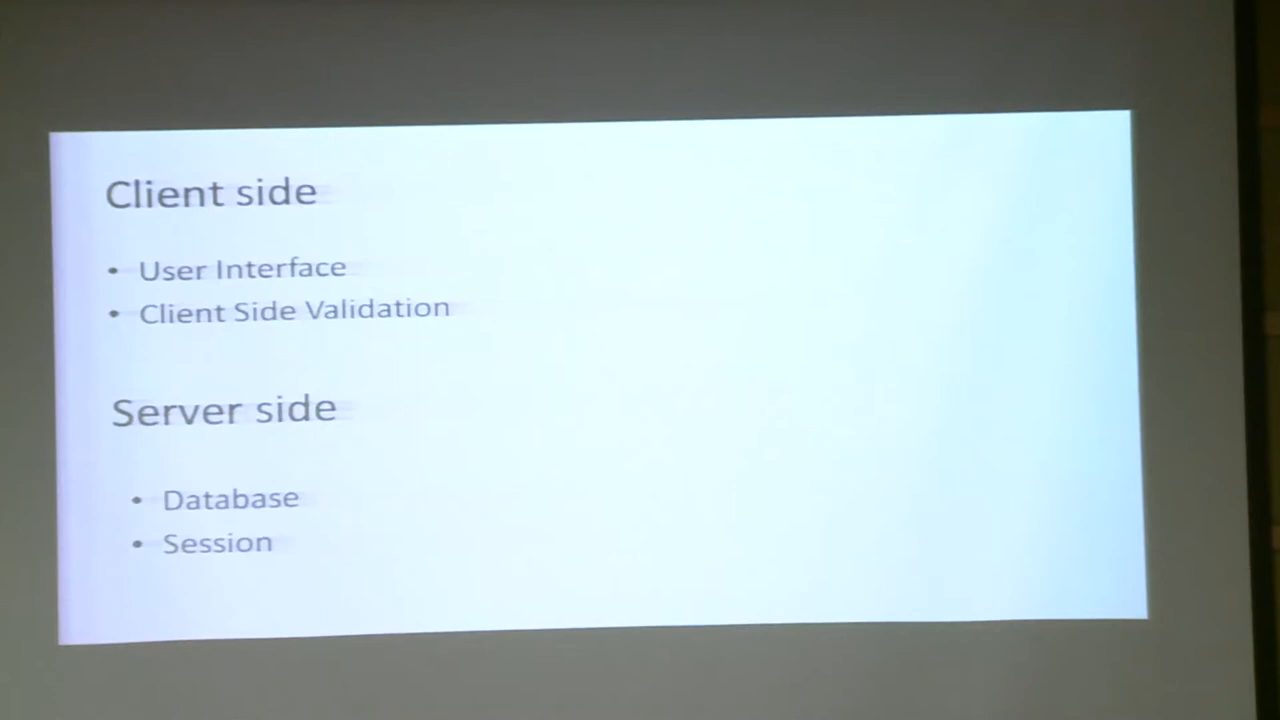 Client side
• User Interface
• Client Side Validation
Server side
• Database
• Session